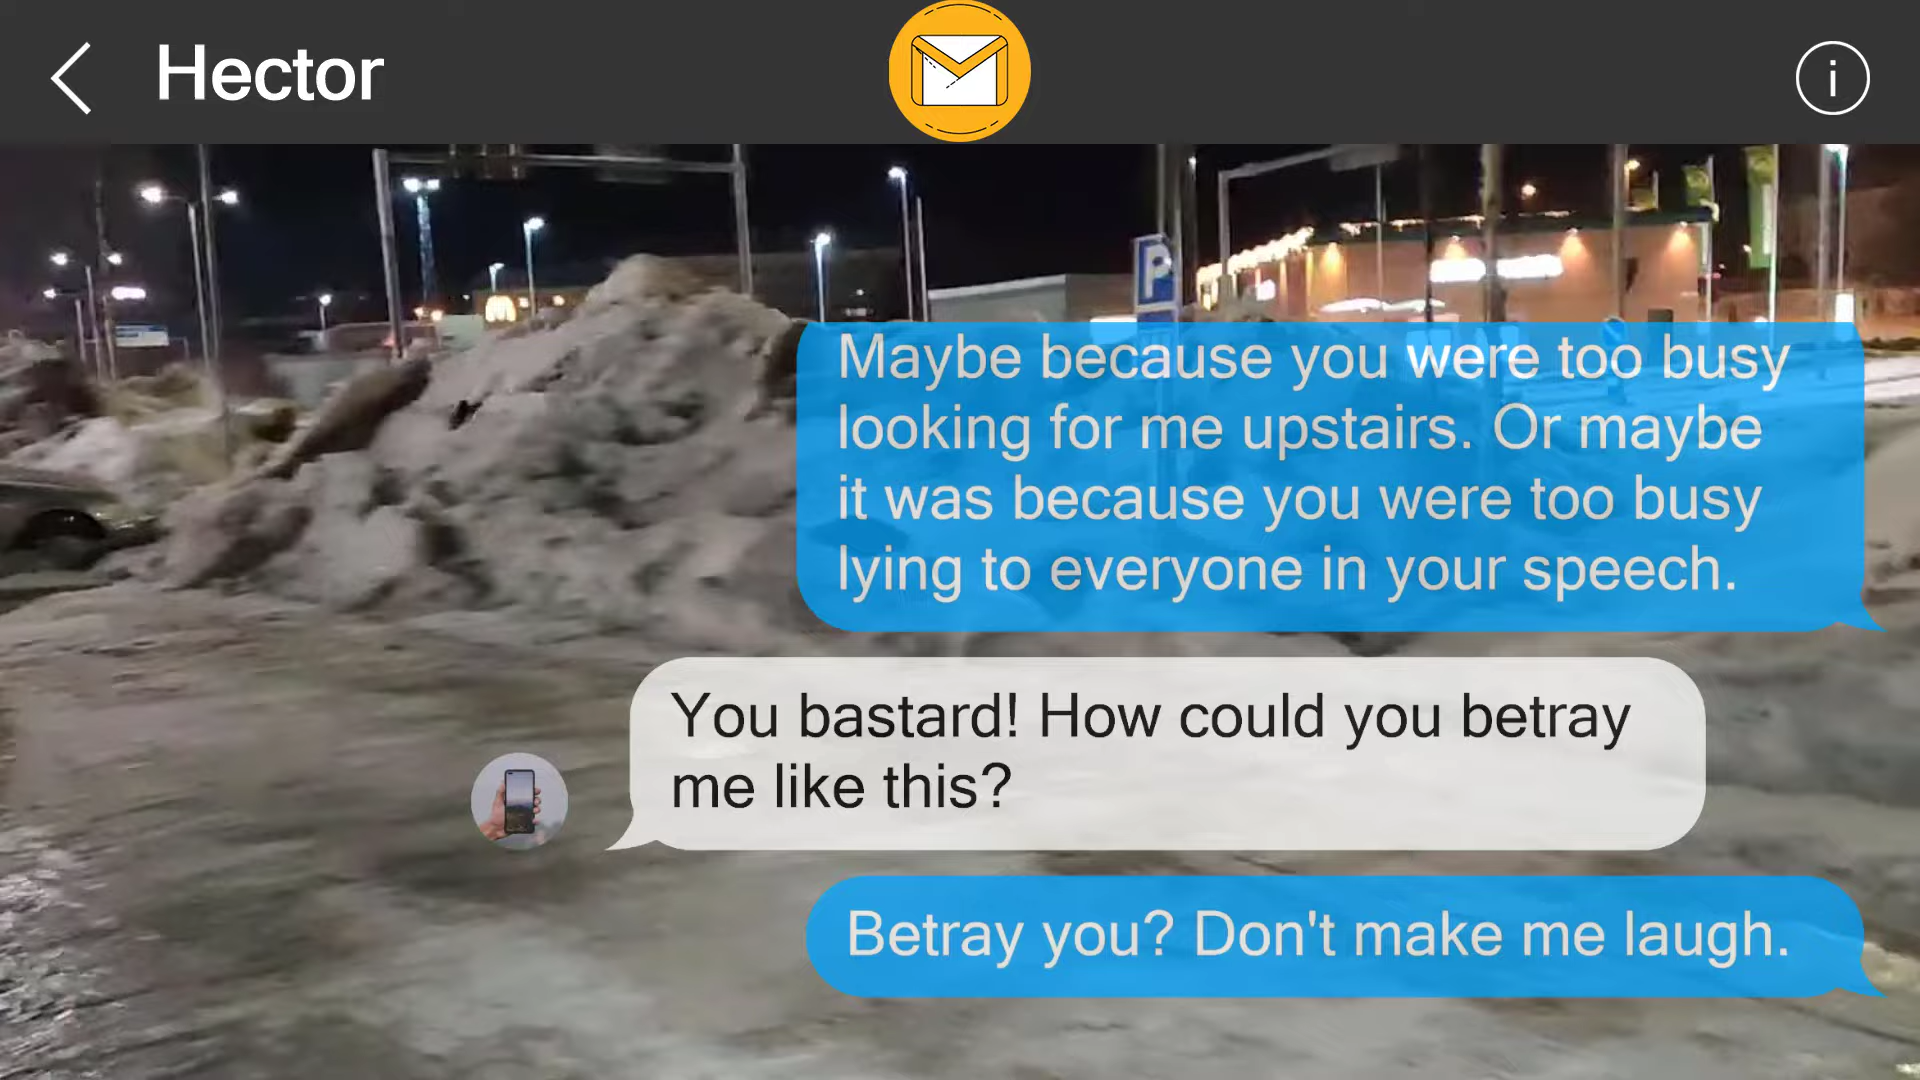 Hector
i
P
Maybe because you were too busy
looking for me upstairs. Or maybe
it was because you were too busy
lying to everyone in your speech.
You bastard! How could you betray
me like this?
Betray you? Don't make me laugh.